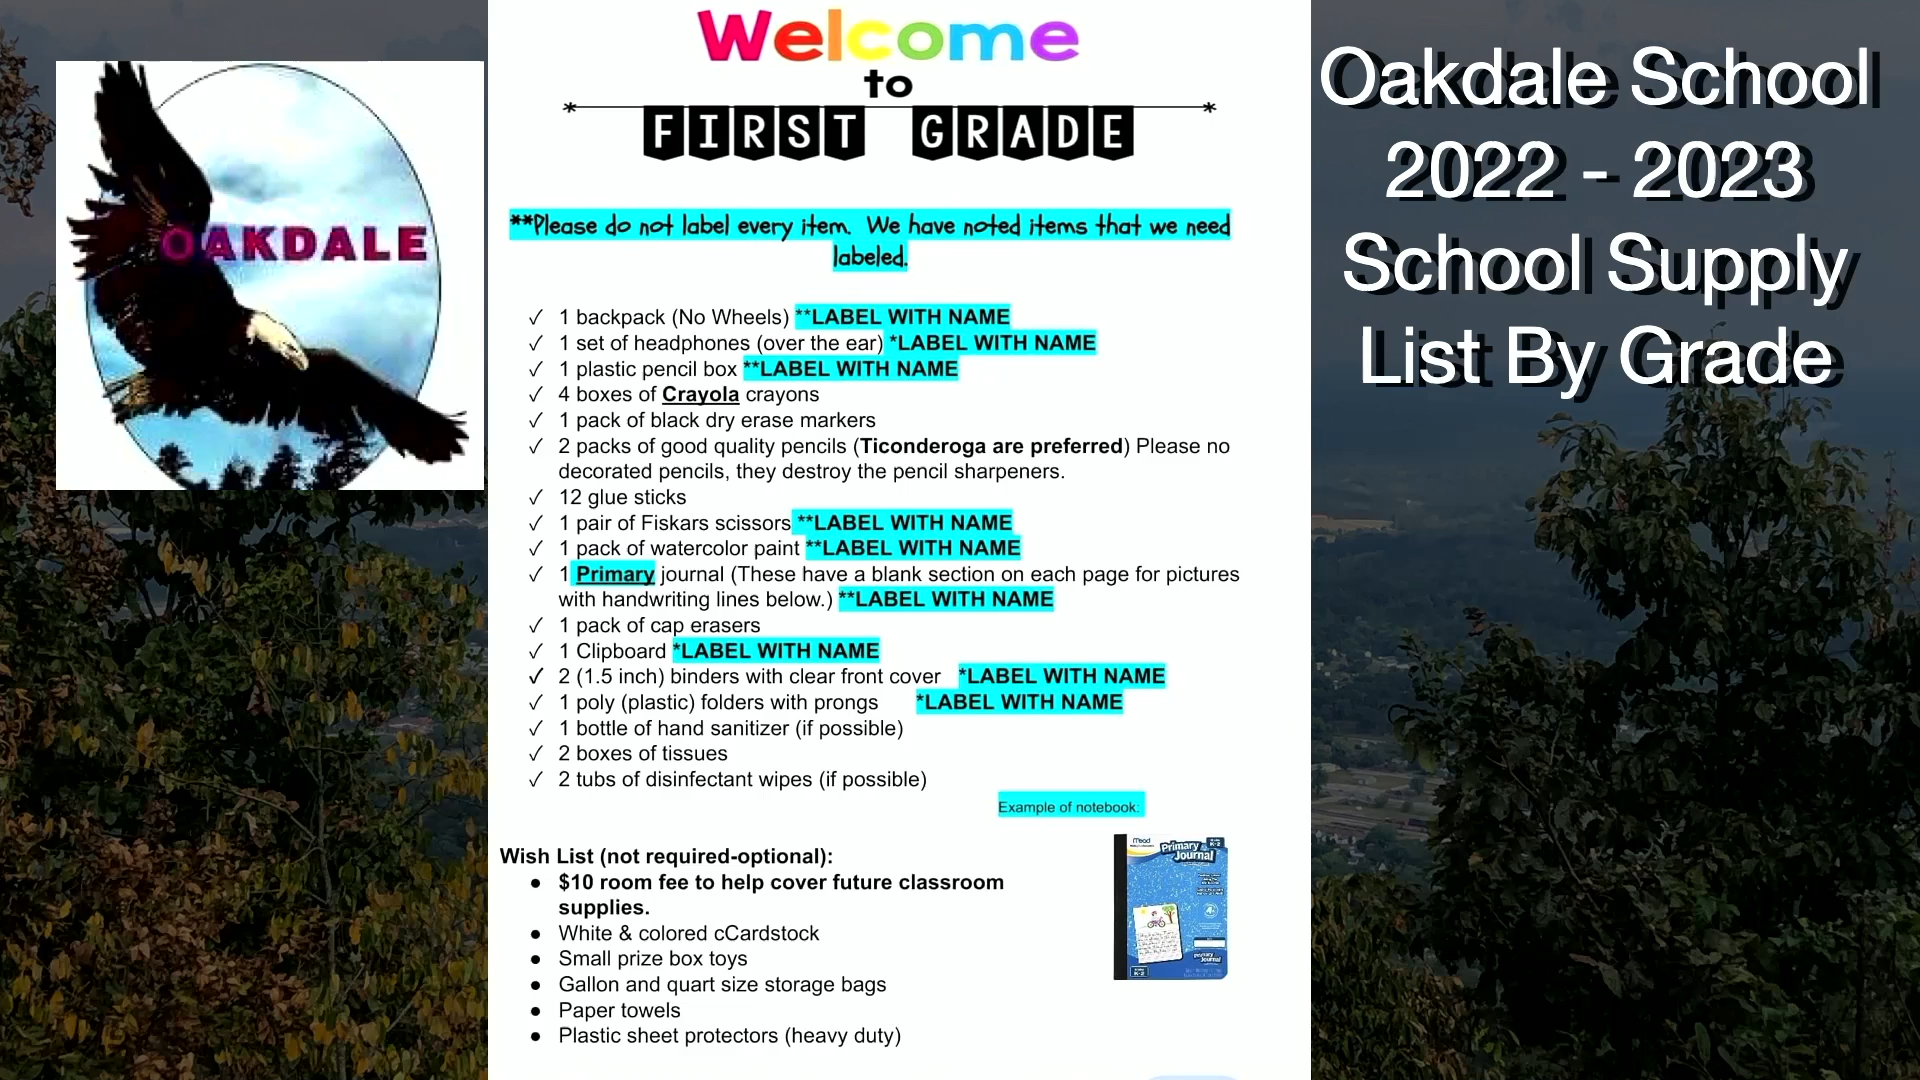 OAKDALE
Welcome
to
* *
FIRST GRADE
**Please do not label every item. We have noted items that we need
labeled.
✓ 1 backpack (No Wheels) **LABEL WITH NAME
✓ 1 set of headphones (over the ear) *LABEL WITH NAME
✓ 1 plastic pencil box **LABEL WITH NAME
✓ 4 boxes of Crayola crayons
✓ 1 pack of black dry erase markers
✓ 2 packs of good quality pencils (Ticonderoga are preferred) Please no
decorated pencils, they destroy the pencil sharpeners.
✓ 12 glue sticks
✓ 1 pair of Fiskars scissors **LABEL WITH NAME
✓ 1 pack of watercolor paint **LABEL WITH NAME
✓ 1 Primary journal (These have a blank section on each page for pictures
with handwriting lines below.) **LABEL WITH NAME
✓ 1 pack of cap erasers
✓ 1 Clipboard *LABEL WITH NAME
✓ 2 (1.5 inch) binders with clear front cover *LABEL WITH NAME
✓ 1 poly (plastic) folders with prongs *LABEL WITH NAME
✓ 1 bottle of hand sanitizer (if possible)
✓ 2 boxes of tissues
✓ 2 tubs of disinfectant wipes (if possible)
Example of notebook:
Mead
Primary
Journal
K-2
Primary
Journal
K-2
Wish List (not required-optional):
● $10 room fee to help cover future classroom
supplies.
● White & colored cCardstock
● Small prize box toys
● Gallon and quart size storage bags
● Paper towels
● Plastic sheet protectors (heavy duty)
Oakdale School
2022 - 2023
School Supply
List By Grade